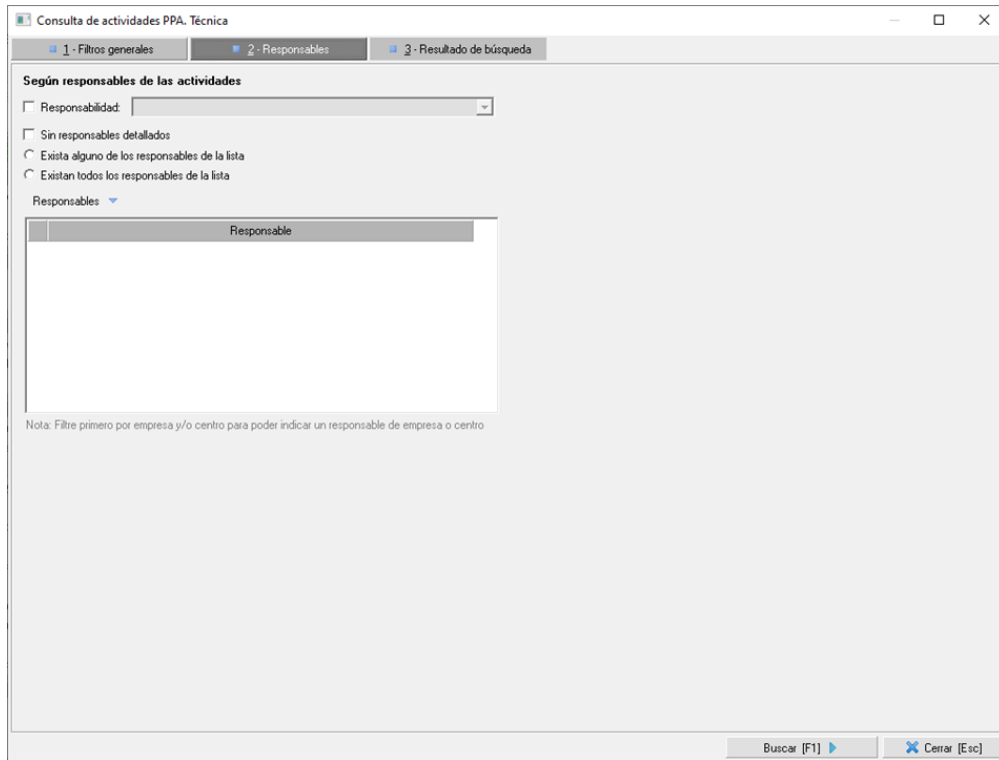 Consulta de actividades PPA. Técnica
1 - Filtros generales
2 - Responsables
3 - Resultado de búsqueda
Según responsables de las actividades
Responsabilidad:
Sin responsables detallados
Exista alguno de los responsables de la lista
Existan todos los responsables de la lista
Responsables
Responsable
Nota: Filtre primero por empresa y/o centro para poder indicar un responsable de empresa o centro
Buscar [F1]
Cerrar [Esc]